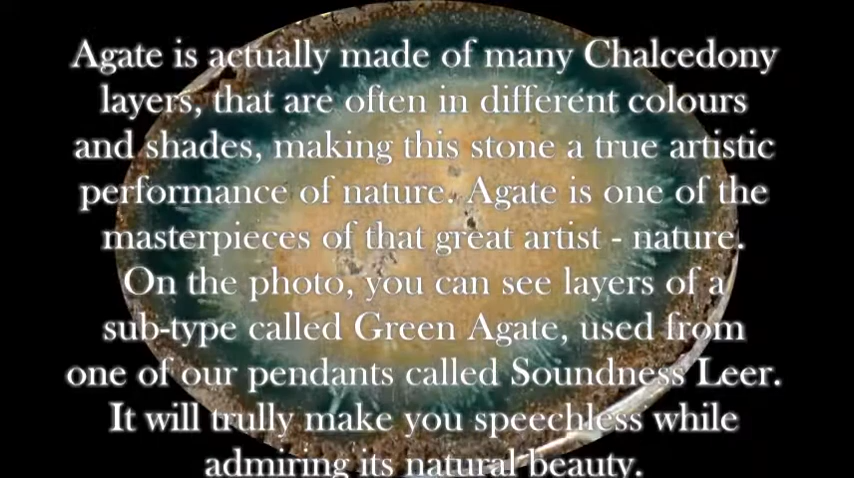 Agate is actually made of many Chalcedony
layers, that are often in different colours
and shades, making this stone a true artistic
performance of nature. Agate is one of the
masterpieces of that great artist - nature.
On the photo, you can see layers of a
sub-type called Green Agate, used from
one of our pendants called Soundness Leer.
It will trully make you speechless while
admiring its natural beauty.